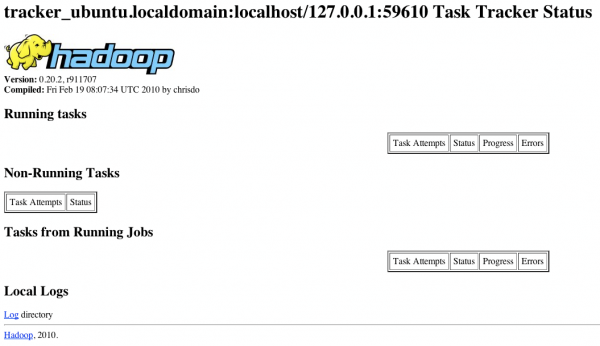 tracker_ubuntu.localdomain:localhost/127.0.0.1:59610 Task Tracker Status
hadoop
Version: 0.20.2, r911707
Compiled: Fri Feb 19 08:07:34 UTC 2010 by chrisdo
Running tasks
Task Attempts Status Progress Errors
Non-Running Tasks
Task Attempts Status
Tasks from Running Jobs
Task Attempts Status Progress Errors
Local Logs
Log directory
Hadoop, 2010.